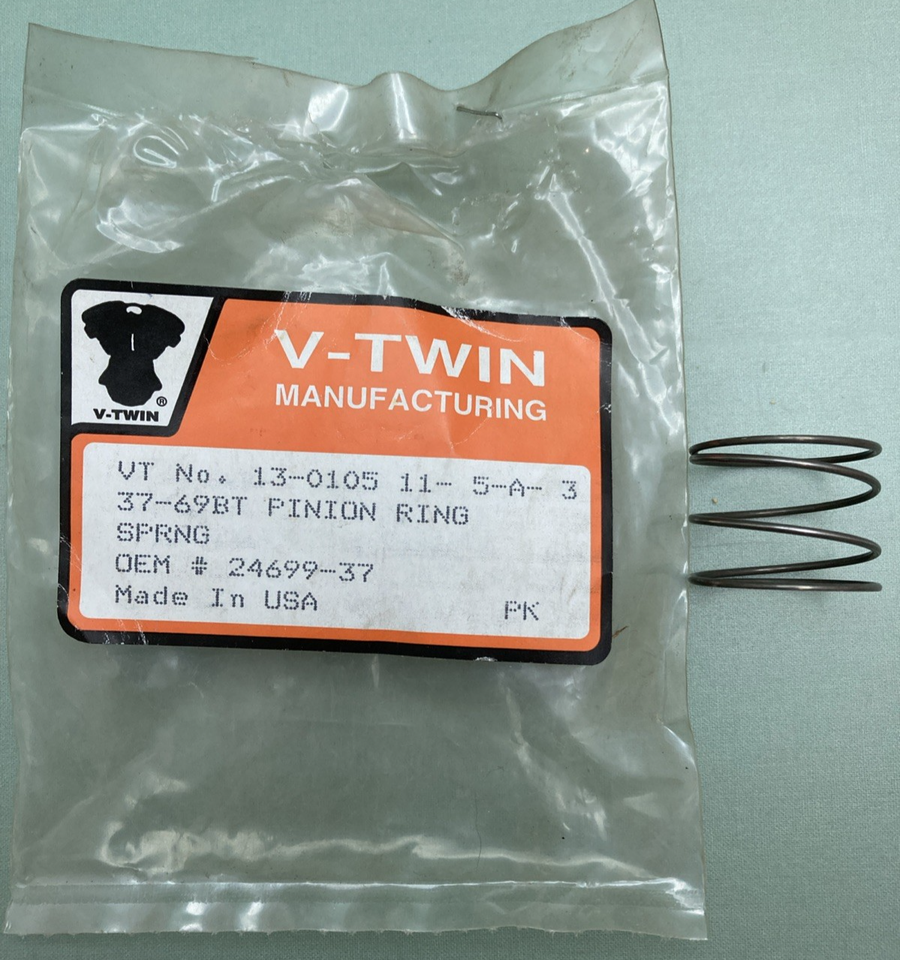 V-TWIN
MANUFACTURING
®
V-TWIN
VT No. 13-0105 11- 5-A- 3
37-69BT PINION RING
SPRNG
OEM # 24699-37
Made In USA PK